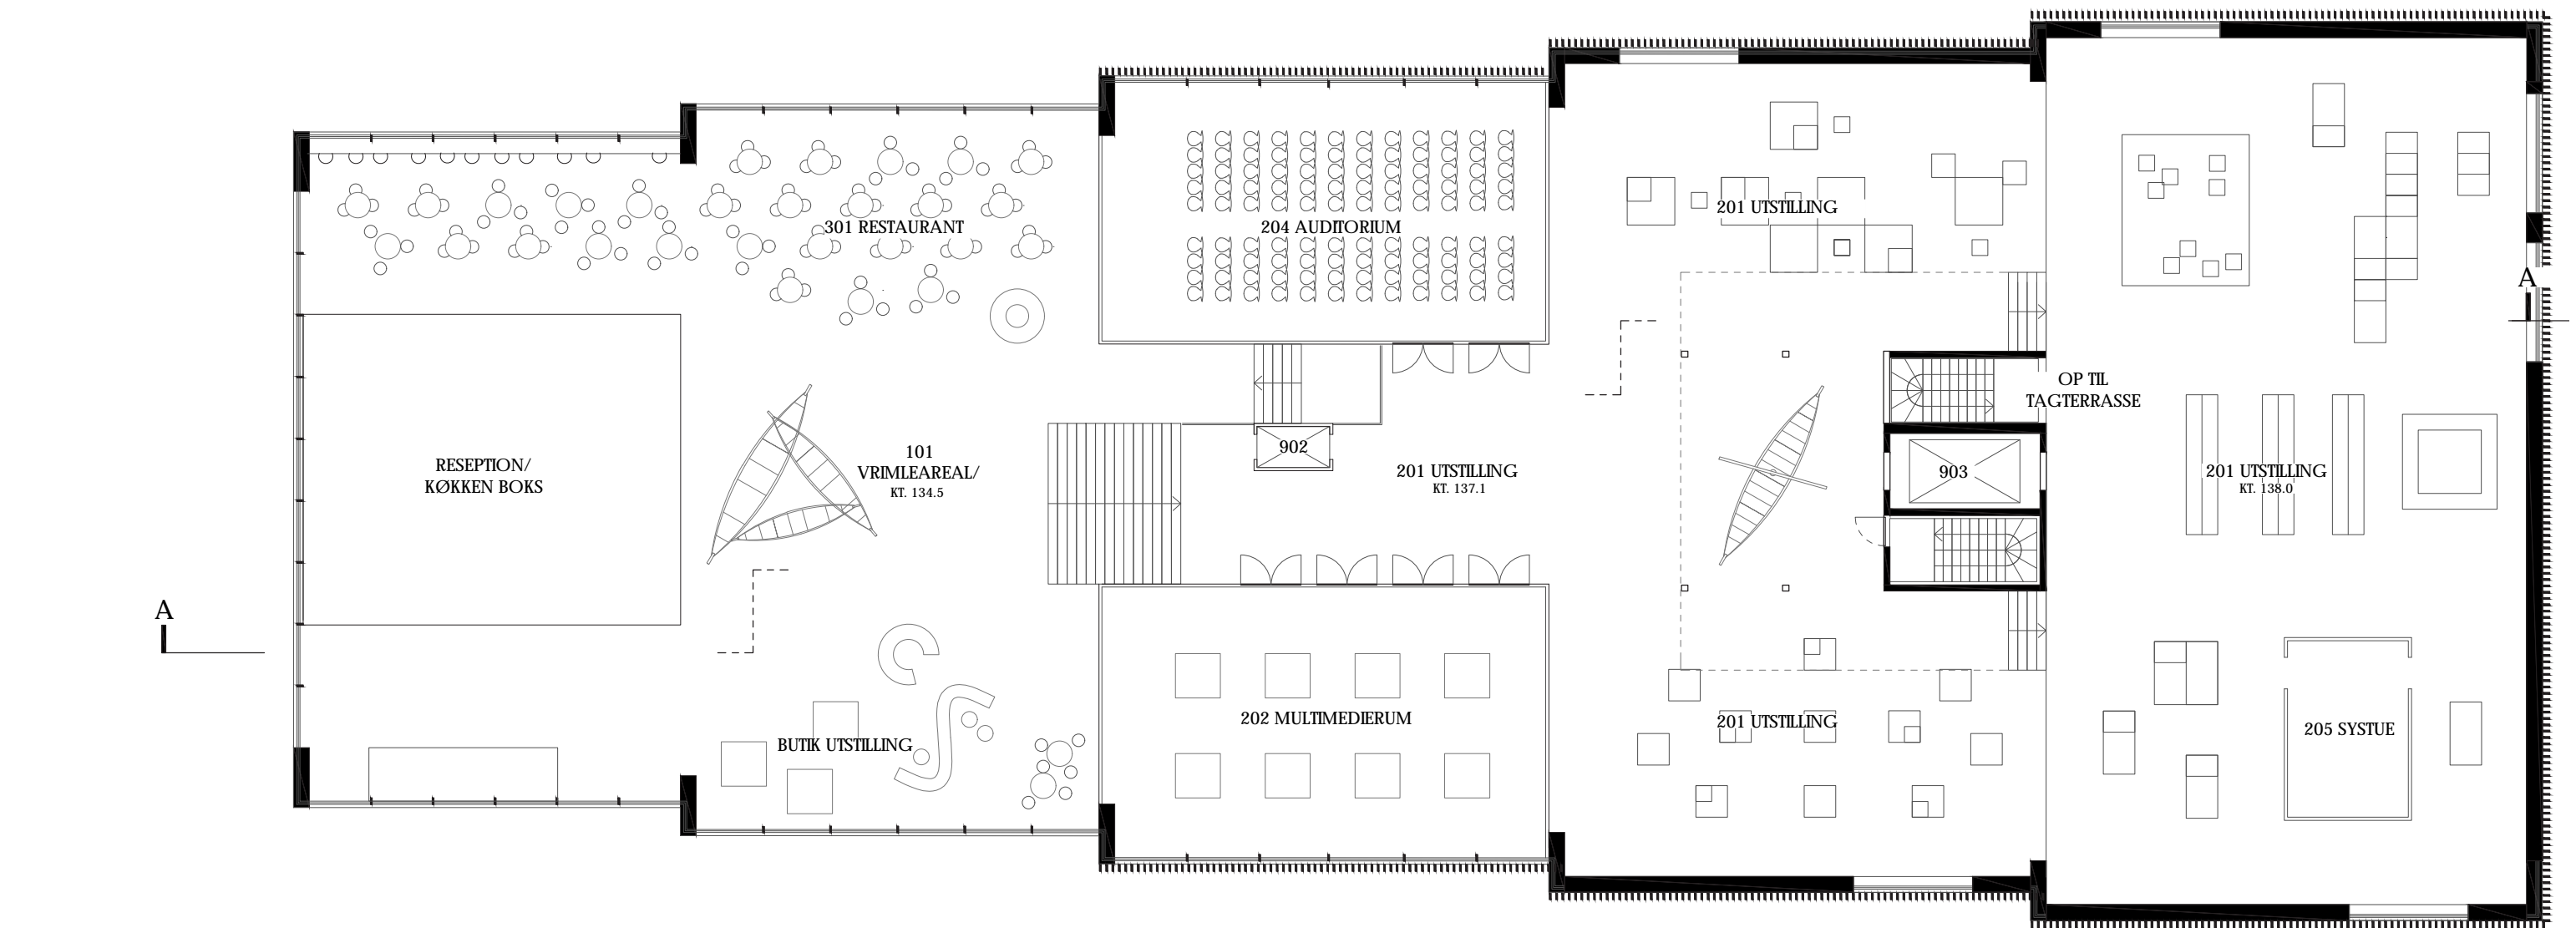 301 RESTAURANT
204 AUDITORIUM
201 UTSTILLING
A
OP TIL
TAGTERRASSE
RESEPTION/
KØKKEN BOKS
101
VRIMLEAREAL/
KT. 134.5
902
201 UTSTILLING
KT. 137.1
903
201 UTSTILLING
KT. 138.0
A
BUTIK UTSTILLING
202 MULTIMEDIERUM
201 UTSTILLING
205 SYSTUE